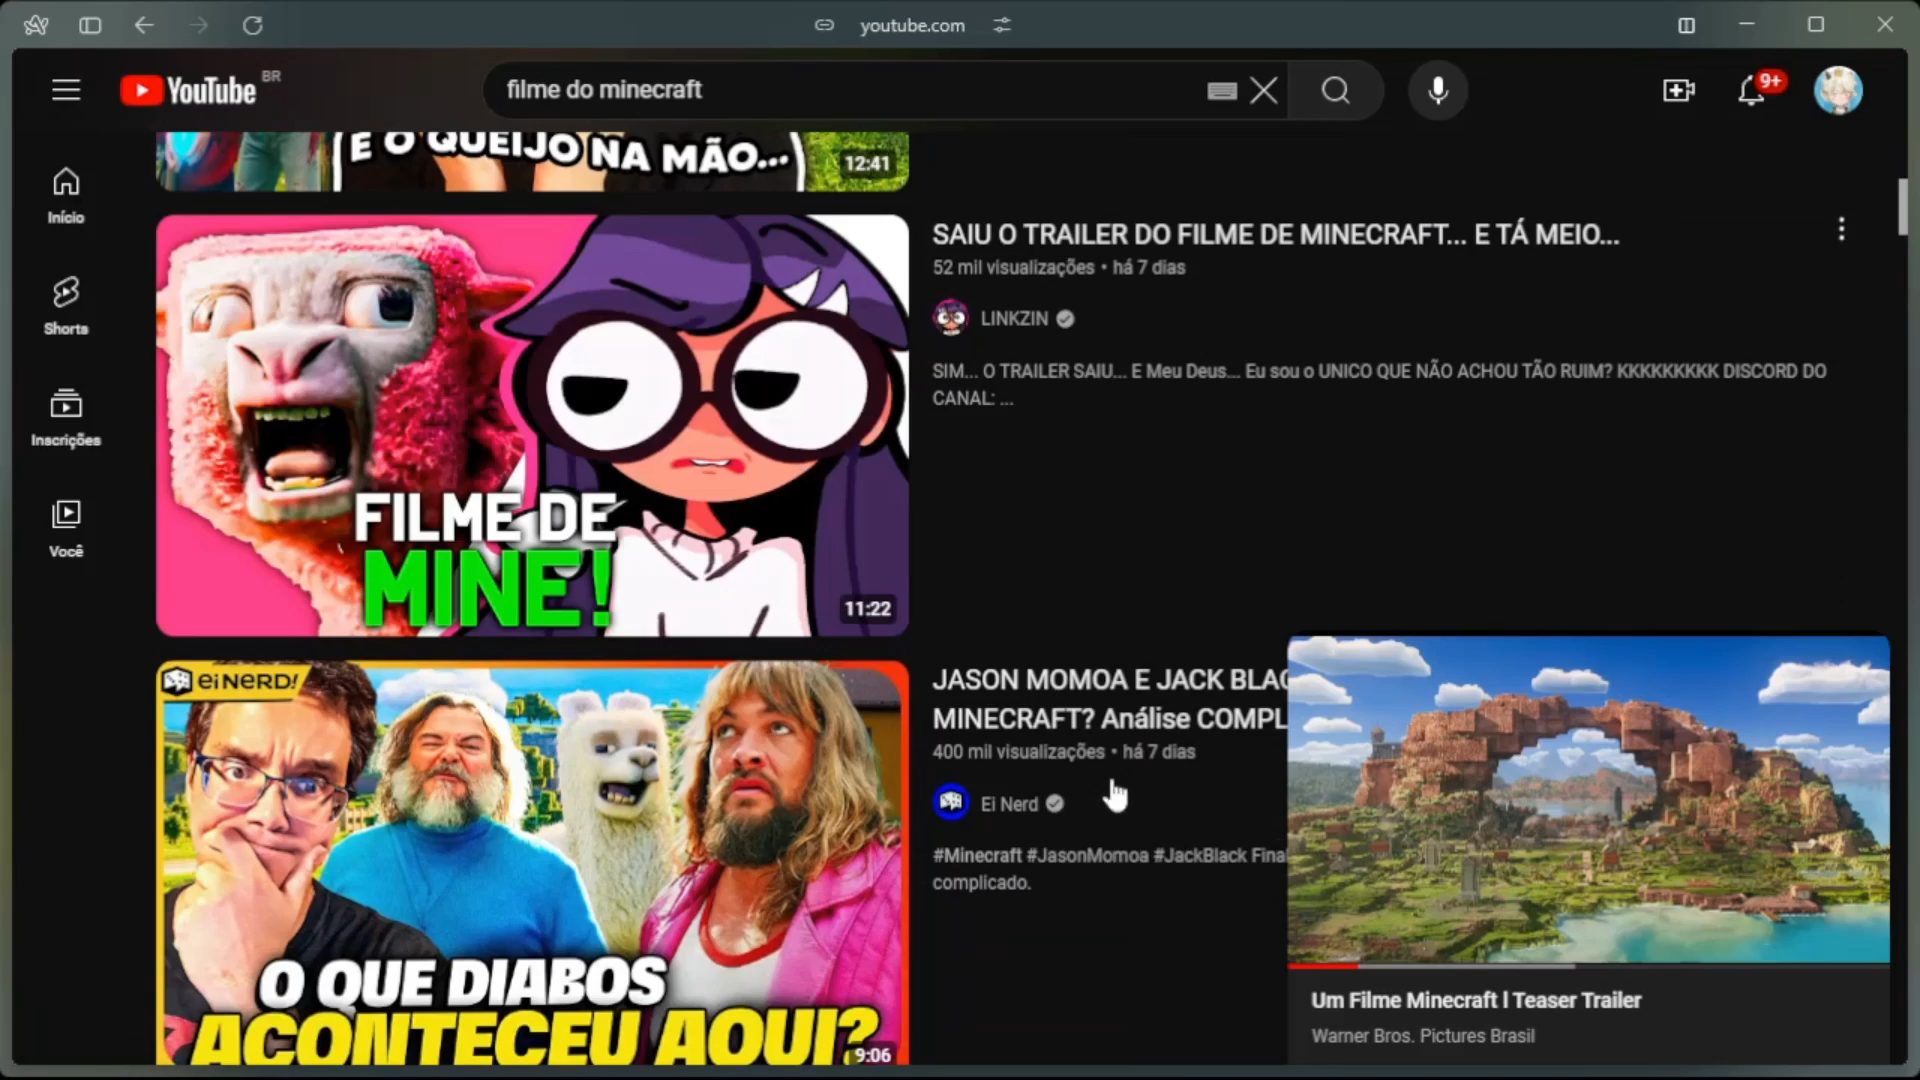 youtube.com
YouTube BR
filme do minecraft
9+
Início
Shorts
Inscrições
Você
E O QUEIJO NA MÃO...
12:41
FILME DE
MINE!
11:22
SAIU O TRAILER DO FILME DE MINECRAFT... E TÁ MEIO...
52 mil visualizações • há 7 dias
LINKZIN
SIM... O TRAILER SAIU... E Meu Deus... Eu sou o UNICO QUE NÃO ACHOU TÃO RUIM? KKKKKKKKK DISCORD DO
CANAL: ...
ei NERD!
O QUE DIABOS
ACONTECEU AQUI?
9:06
JASON MOMOA E JACK BLAC
MINECRAFT? Análise COMPL
400 mil visualizações • há 7 dias
Ei Nerd
#Minecraft #JasonMomoa #JackBlack Final
complicado.
Um Filme Minecraft l Teaser Trailer
Warner Bros. Pictures Brasil